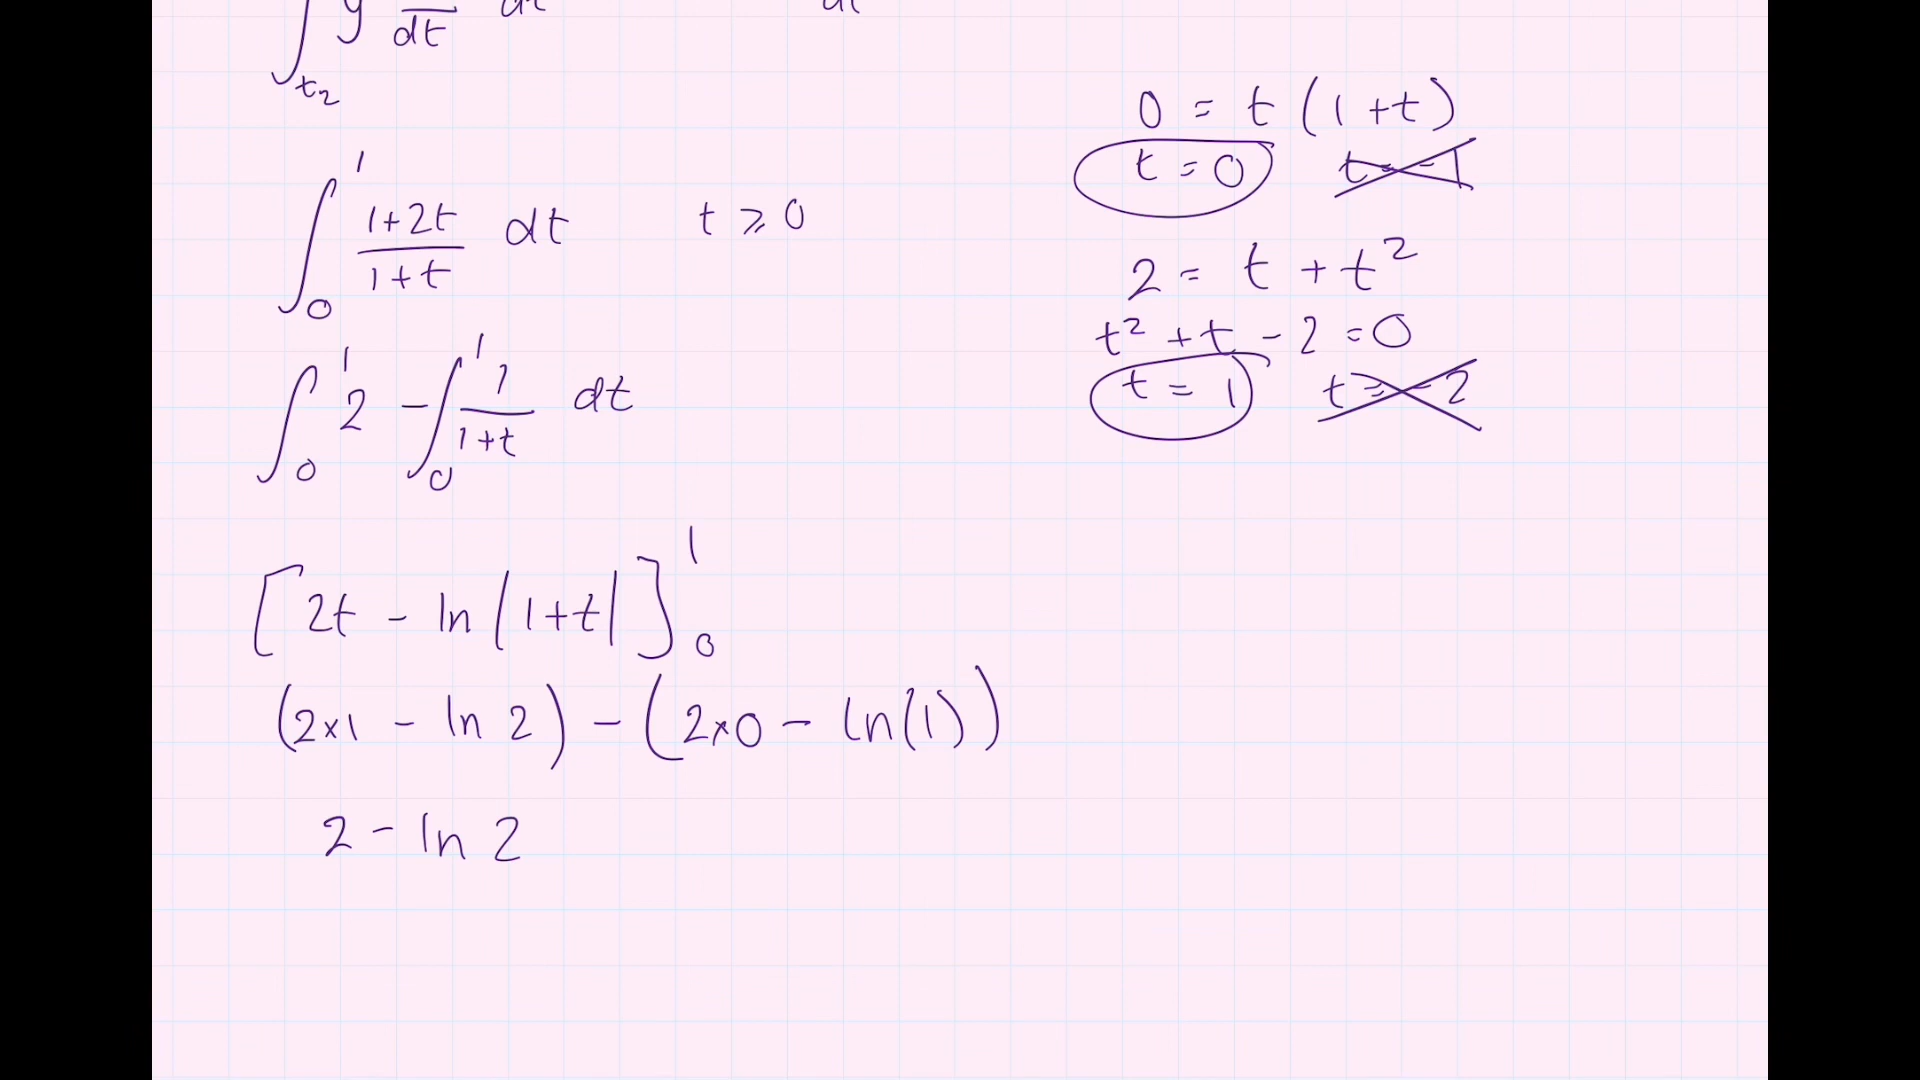 ∫_{t₂} y —/dt dt dt
0 = t (1+t)
t = 0 t = -1
∫₀¹ (1+2t)/(1+t) dt t ⩾ 0
2 = t + t²
t² + t - 2 = 0
∫₀¹ 2 - ∫₀¹ 1/(1+t) dt
t = 1 t = -2
[2t - ln|1+t|]₀¹
(2×1 - ln 2) - (2×0 - ln(1))
2 - ln 2